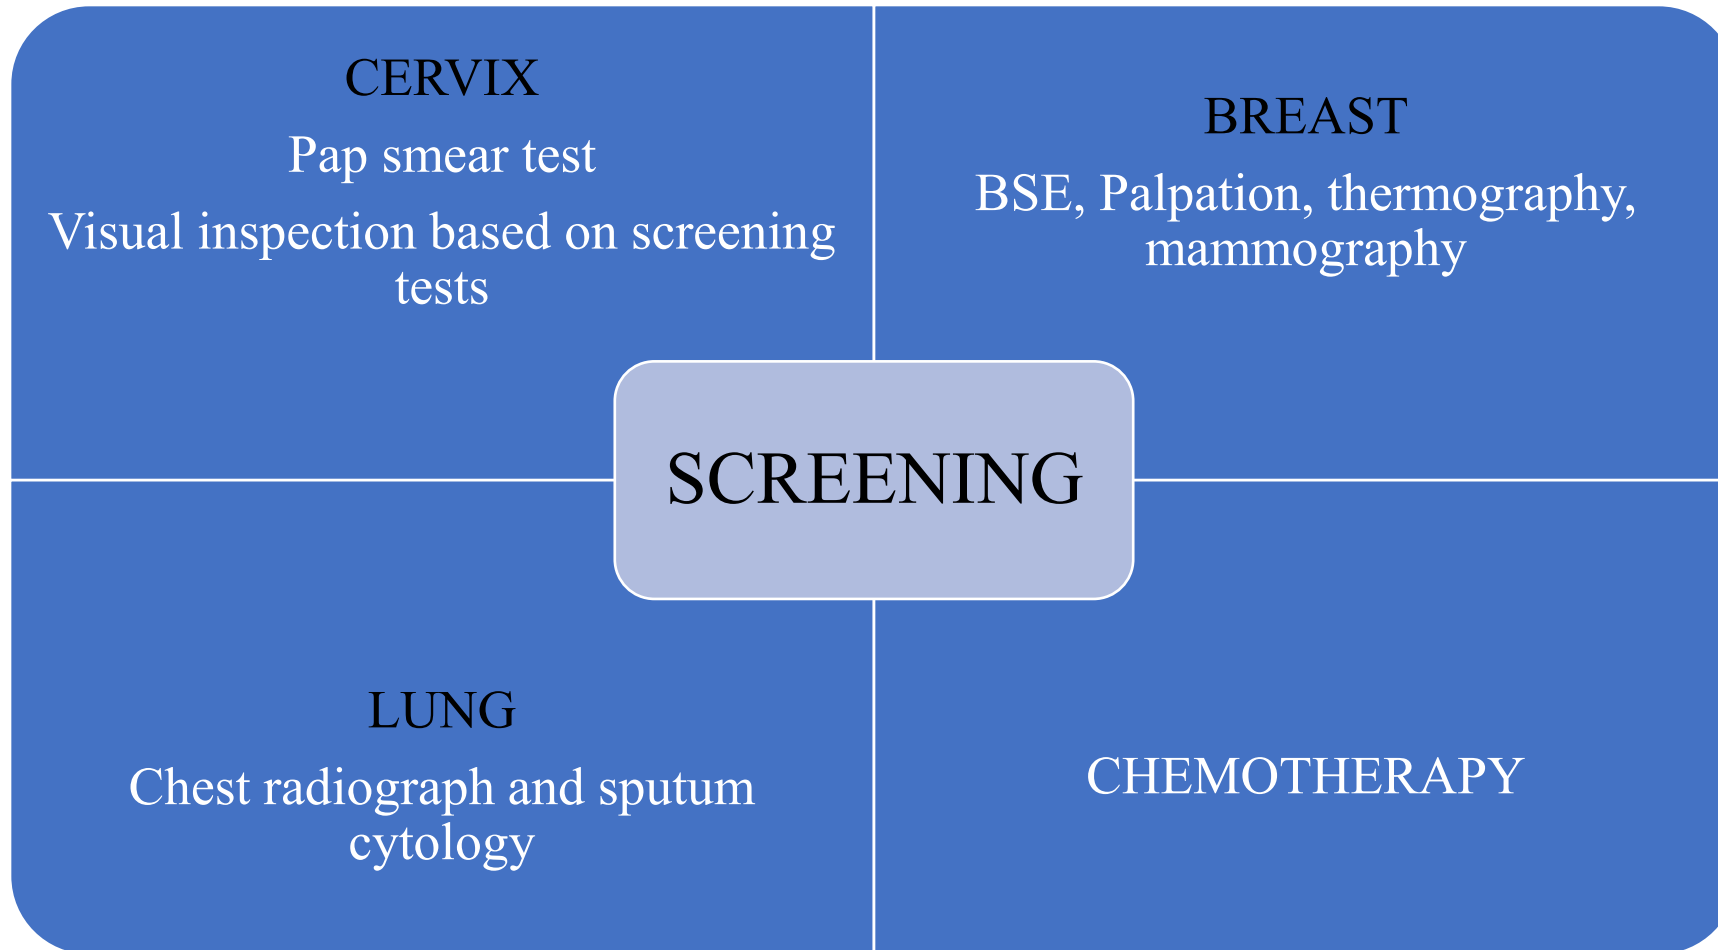 CERVIX
Pap smear test
Visual inspection based on screening
tests
BREAST
BSE, Palpation, thermography,
mammography
SCREENING
LUNG
Chest radiograph and sputum
cytology
CHEMOTHERAPY